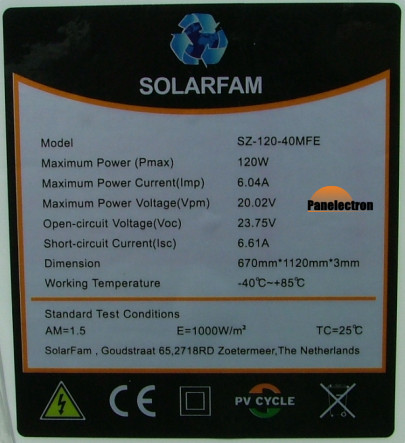 SOLARFAM
Model SZ-120-40MFE
Maximum Power (Pmax) 120W
Maximum Power Current(Imp) 6.04A
Maximum Power Voltage(Vpm) 20.02V
Panelectron
Open-circuit Voltage(Voc) 23.75V
Short-circuit Current(Isc) 6.61A
Dimension 670mm*1120mm*3mm
Working Temperature -40℃~+85℃
Standard Test Conditions
AM=1.5 E=1000W/m² TC=25℃
SolarFam , Goudstraat 65,2718RD Zoetermeer,The Netherlands
CE PV CYCLE